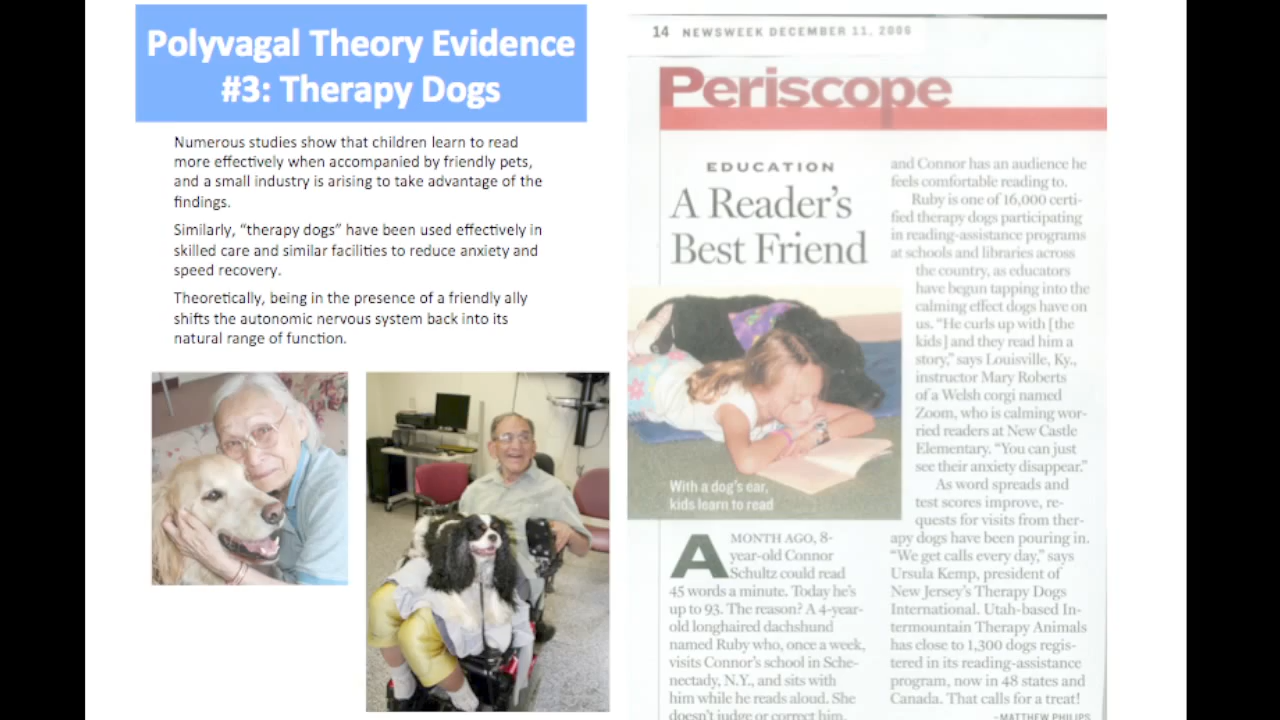 Polyvagal Theory Evidence
#3: Therapy Dogs
Numerous studies show that children learn to read
more effectively when accompanied by friendly pets,
and a small industry is arising to take advantage of the
findings.
Similarly, “therapy dogs” have been used effectively in
skilled care and similar facilities to reduce anxiety and
speed recovery.
Theoretically, being in the presence of a friendly ally
shifts the autonomic nervous system back into its
natural range of function.
14 NEWSWEEK DECEMBER 11, 2006
Periscope
EDUCATION
A Reader’s
Best Friend
With a dog’s ear,
kids learn to read
A MONTH AGO, 8-
year-old Connor
Schultz could read
45 words a minute. Today he’s
up to 93. The reason? A 4-year-
old longhaired dachshund
named Ruby who, once a week,
visits Connor’s school in Sche-
nectady, N.Y., and sits with
him while he reads aloud. She
doesn’t judge or correct him,
and Connor has an audience he
feels comfortable reading to.
Ruby is one of 16,000 certi-
fied therapy dogs participating
in reading-assistance programs
at schools and libraries across
the country, as educators
have begun tapping into the
calming effect dogs have on
us. “He curls up with [the
kids] and they read him a
story,” says Louisville, Ky.,
instructor Mary Roberts
of a Welsh corgi named
Zoom, who is calming wor-
ried readers at New Castle
Elementary. “You can just
see their anxiety disappear.”
As word spreads and
test scores improve, re-
quests for visits from ther-
apy dogs have been pouring in.
“We get calls every day,” says
Ursula Kemp, president of
New Jersey’s Therapy Dogs
International. Utah-based In-
termountain Therapy Animals
has close to 1,300 dogs regis-
tered in its reading-assistance
program, now in 48 states and
Canada. That calls for a treat!
–MATTHEW PHILIPS